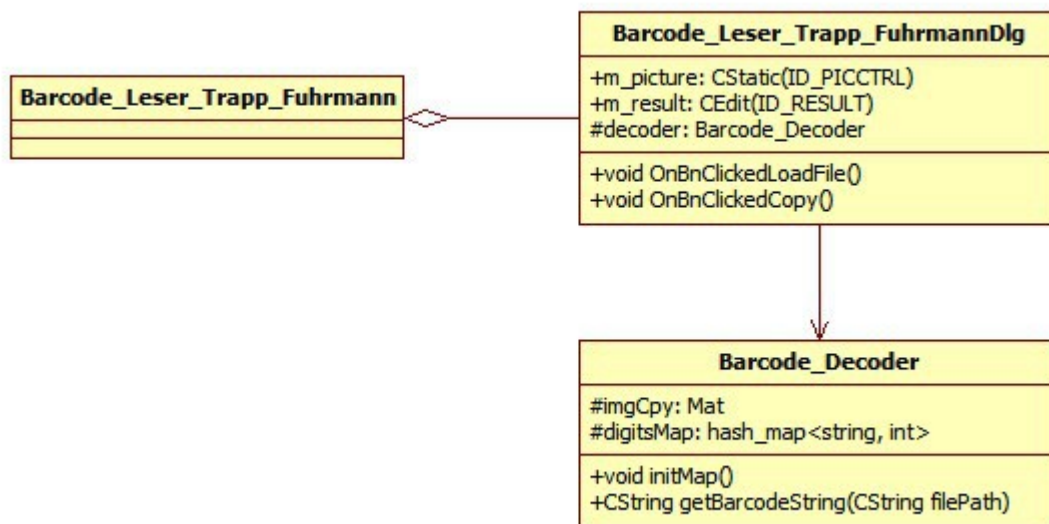 Barcode_Leser_Trapp_Fuhrmann
Barcode_Leser_Trapp_FuhrmannDlg
+m_picture: CStatic(ID_PICCTRL)
+m_result: CEdit(ID_RESULT)
#decoder: Barcode_Decoder
+void OnBnClickedLoadFile()
+void OnBnClickedCopy()
Barcode_Decoder
#imgCpy: Mat
#digitsMap: hash_map<string, int>
+void initMap()
+CString getBarcodeString(CString filePath)